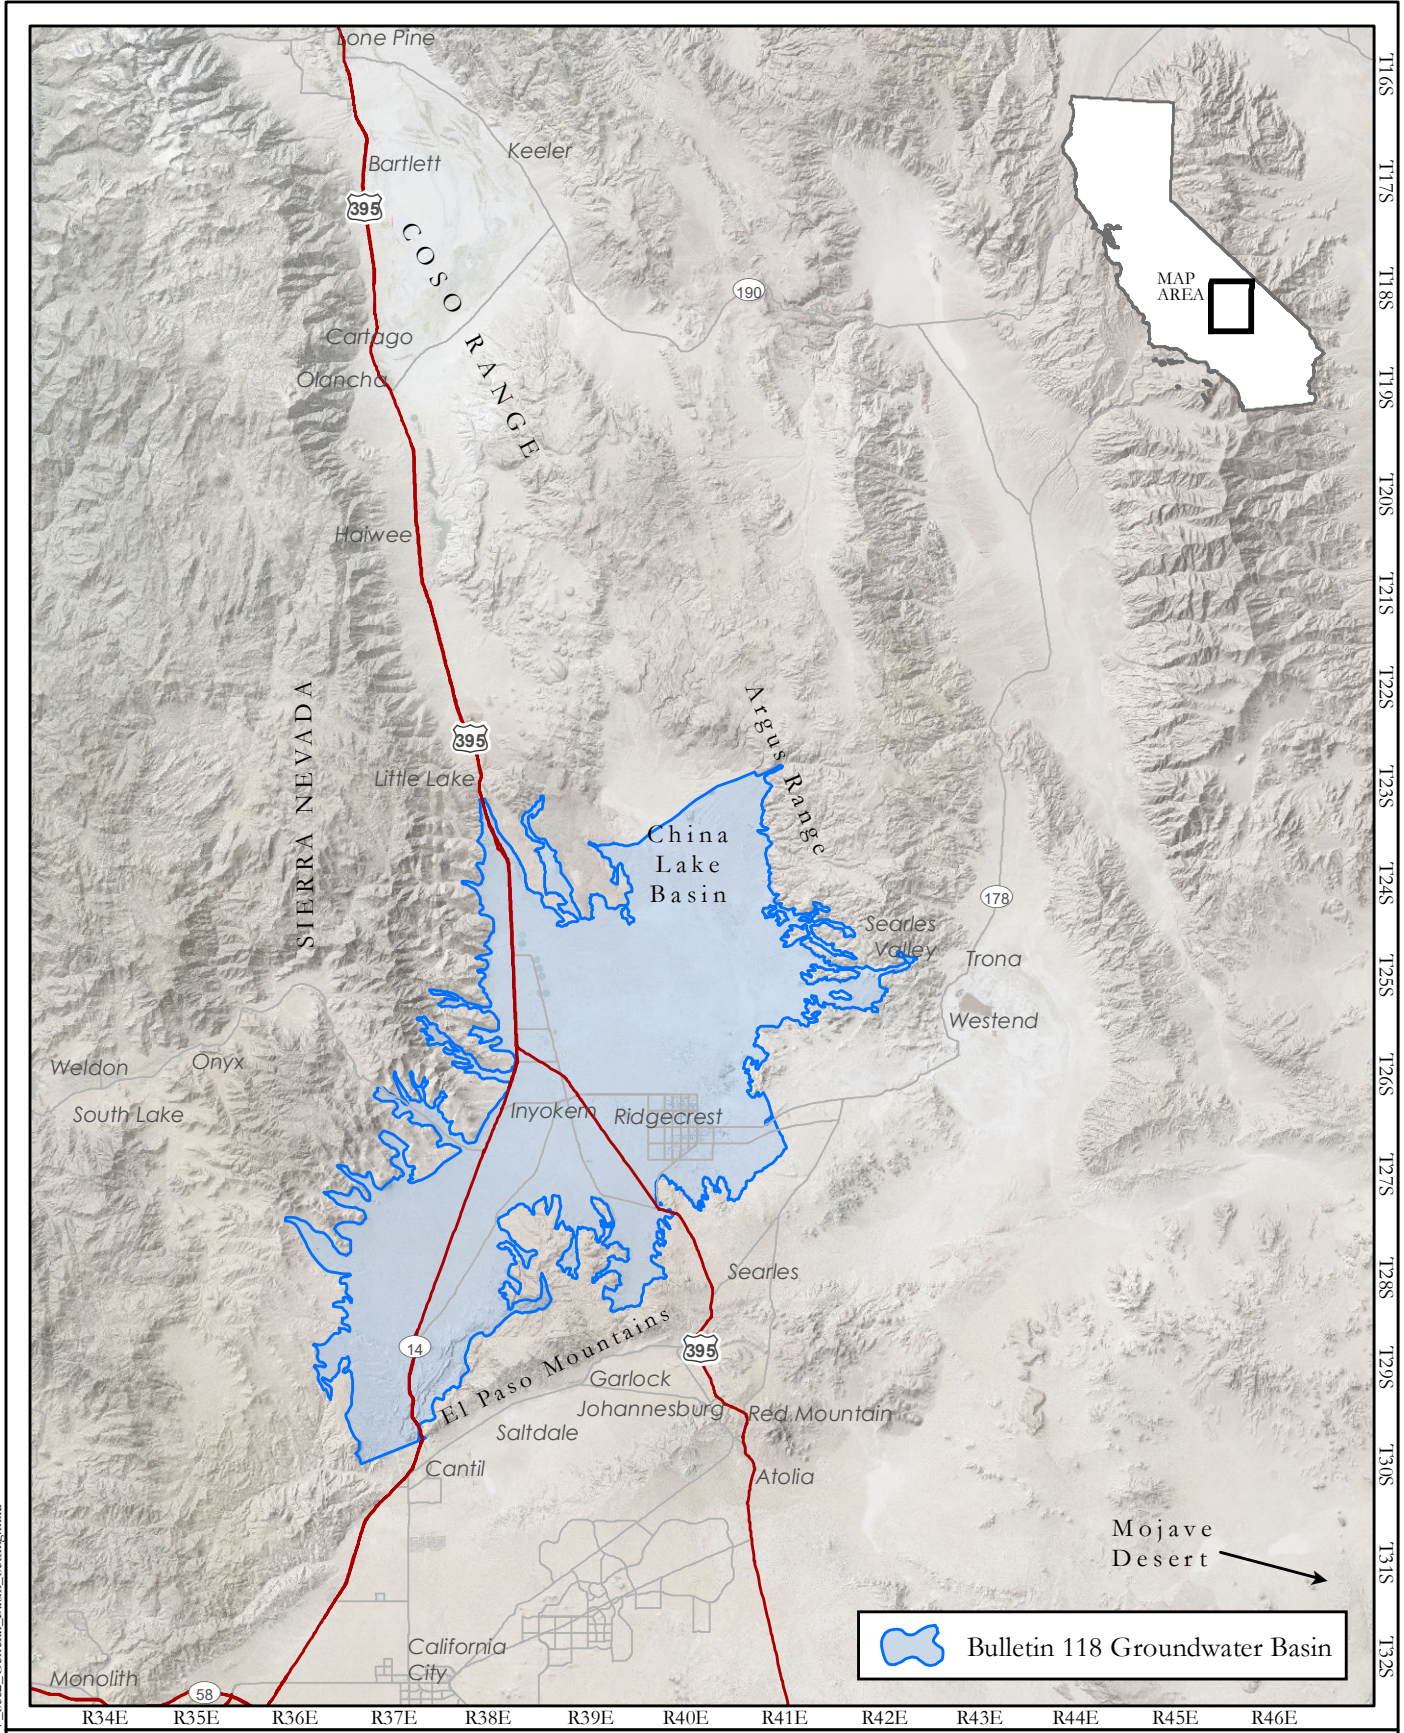 Lone Pine
T16S
Bartlett
Keeler
T17S
395
COSO RANGE
190
MAP
AREA
T18S
Cartago
Olancha
T19S
Haiwee
T20S
T21S
SIERRA NEVADA
T22S
395
Argus Range
Little Lake
T23S
China
Lake
Basin
T24S
178
Searles
Valley
Trona
T25S
Westend
Weldon
Onyx
T26S
South Lake
Inyokern
Ridgecrest
T27S
Searles
T28S
14
El Paso Mountains
395
T29S
Garlock
Johannesburg
Red Mountain
Saltdale
Cantil
Atolia
T30S
Mojave
Desert
T31S
California
City
Bulletin 118 Groundwater Basin
T32S
Monolith
58
R34E
R35E
R36E
R37E
R38E
R39E
R40E
R41E
R42E
R43E
R44E
R45E
R46E